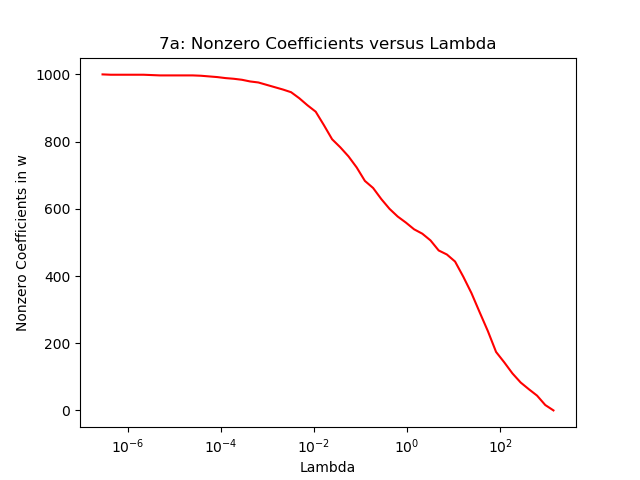 7a: Nonzero Coefficients versus Lambda
Nonzero Coefficients in w
1000
800
600
400
200
0
10⁻⁶ 10⁻⁴ 10⁻² 10⁰ 10²
Lambda